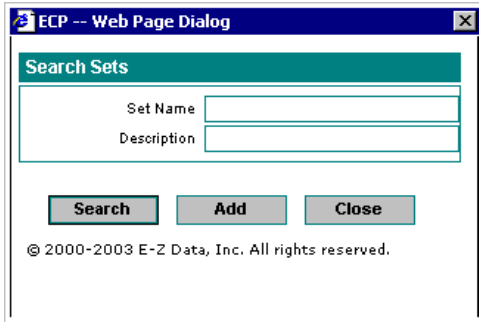 ECP -- Web Page Dialog
Search Sets
Set Name
Description
Search Add Close
© 2000-2003 E-Z Data, Inc. All rights reserved.